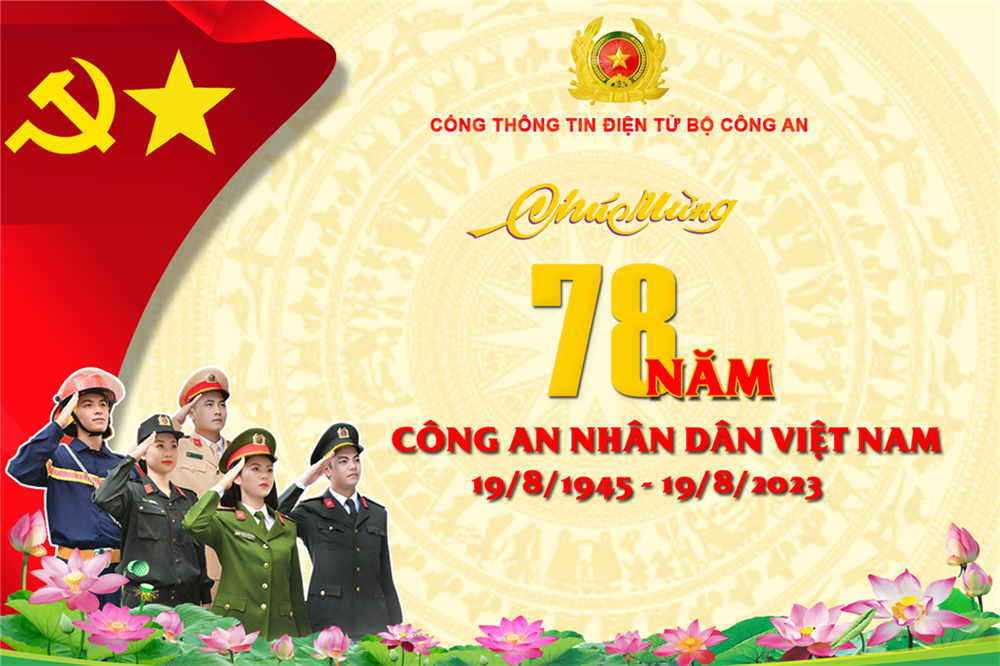 CÔNG THÔNG TIN ĐIỆN TỬ BỘ CÔNG AN
Chúc Mừng
78
NĂM
CÔNG AN NHÂN DÂN VIỆT NAM
19/8/1945 - 19/8/2023